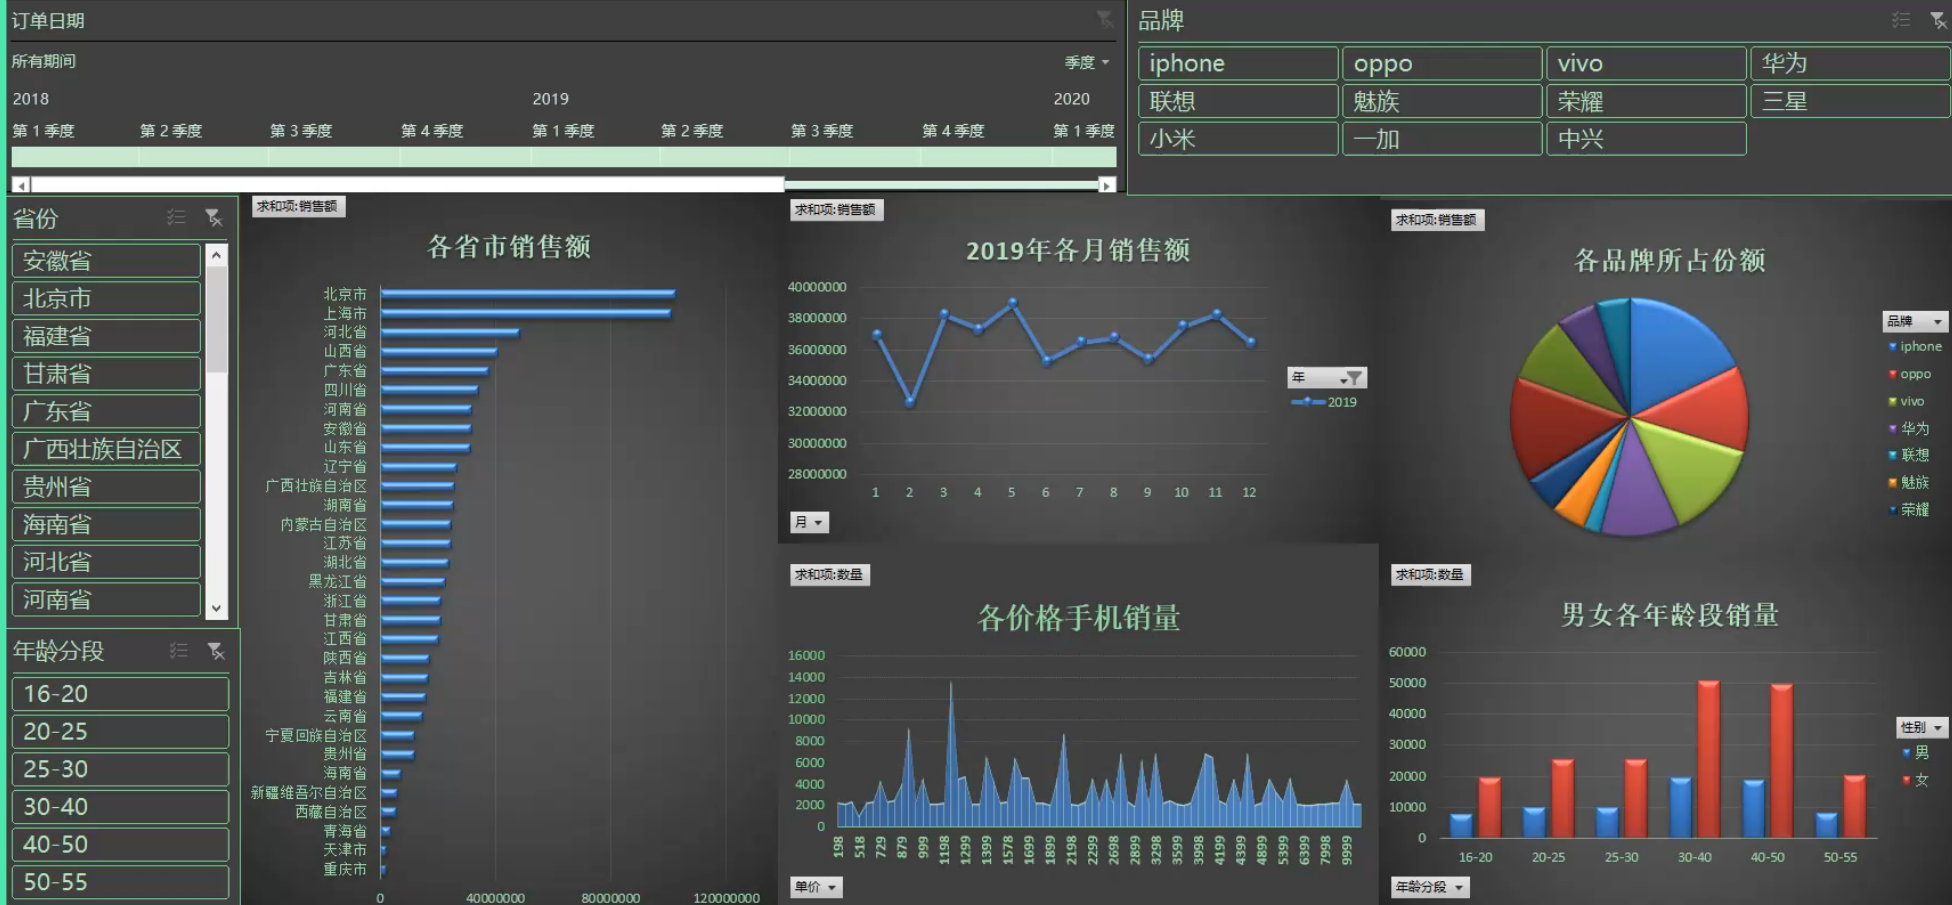 订单日期
所有期间
季度
2018 2019 2020
第 1 季度 第 2 季度 第 3 季度 第 4 季度 第 1 季度 第 2 季度 第 3 季度 第 4 季度 第 1 季度
品牌
iphone oppo vivo 华为
联想 魅族 荣耀 三星
小米 一加 中兴
省份
安徽省
北京市
福建省
甘肃省
广东省
广西壮族自治区
贵州省
海南省
河北省
河南省
年龄分段
16-20
20-25
25-30
30-40
40-50
50-55
求和项:销售额
各省市销售额
北京市
上海市
河北省
山西省
广东省
四川省
河南省
安徽省
山东省
辽宁省
广西壮族自治区
湖南省
内蒙古自治区
江苏省
湖北省
黑龙江省
浙江省
甘肃省
江西省
陕西省
吉林省
福建省
云南省
宁夏回族自治区
贵州省
海南省
新疆维吾尔自治区
西藏自治区
青海省
天津市
重庆市
0 40000000 80000000 120000000
求和项:销售额
2019年各月销售额
40000000
38000000
36000000
34000000
32000000
30000000
28000000
1 2 3 4 5 6 7 8 9 10 11 12
年
2019
月
求和项:销售额
各品牌所占份额
品牌
iphone
oppo
vivo
华为
联想
魅族
荣耀
求和项:数量
各价格手机销量
16000
14000
12000
10000
8000
6000
4000
2000
0
198 518 729 879 999 1198 1299 1399 1578 1699 1899 2198 2299 2698 2899 3298 3599 3998 4199 4399 4899 5399 6399 7998 9999
单价
求和项:数量
男女各年龄段销量
60000
50000
40000
30000
20000
10000
0
16-20 20-25 25-30 30-40 40-50 50-55
性别
男
女
年龄分段